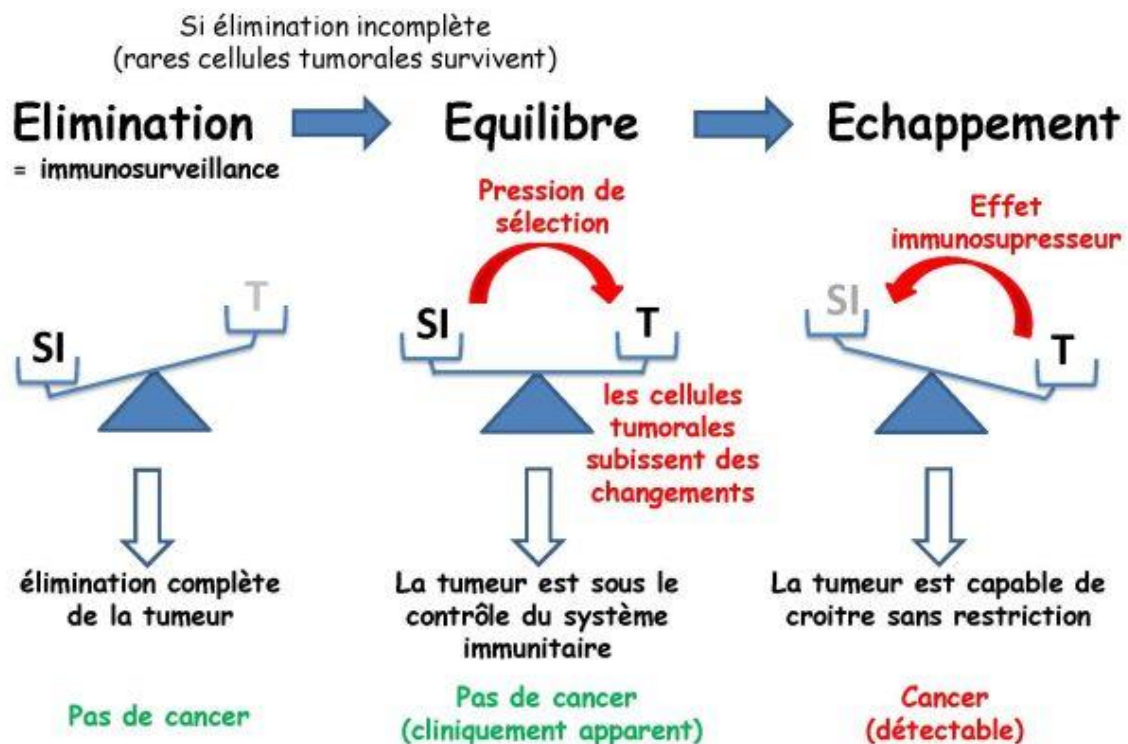 Si élimination incomplète
(rares cellules tumorales survivent)
Elimination
= immunosurveillance
Equilibre
Echappement
Pression de
sélection
Effet
immunosupresseur
SI
T
SI
T
SI
T
les cellules
tumorales
subissent des
changements
élimination complète
de la tumeur
La tumeur est sous le
contrôle du système
immunitaire
La tumeur est capable de
croitre sans restriction
Pas de cancer
Pas de cancer
(cliniquement apparent)
Cancer
(détectable)